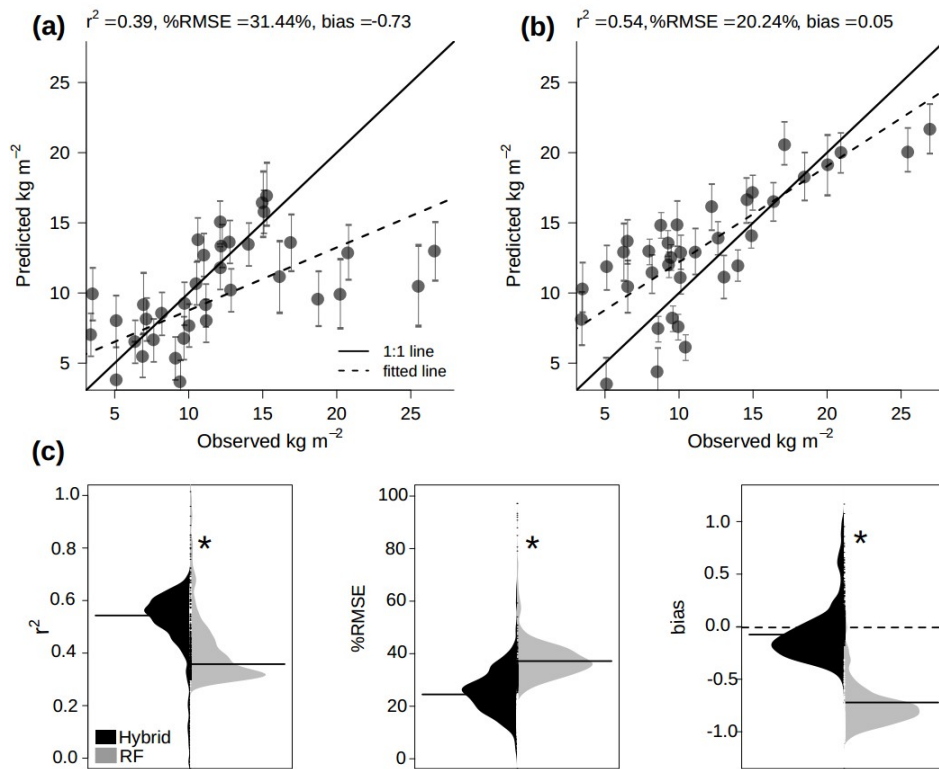 (a) r² = 0.39, %RMSE = 31.44%, bias = -0.73
(b) r² = 0.54, %RMSE = 20.24%, bias = 0.05
Predicted kg m⁻²
25
20
15
10
5
1:1 line
fitted line
5 10 15 20 25
Observed kg m⁻²
Predicted kg m⁻²
25
20
15
10
5
5 10 15 20 25
Observed kg m⁻²
(c)
r²
1.0
0.8
0.6
0.4
0.2
0.0
*
Hybrid
RF
%RMSE
100
80
60
40
20
0
*
bias
1.0
0.5
0.0
-0.5
-1.0
*